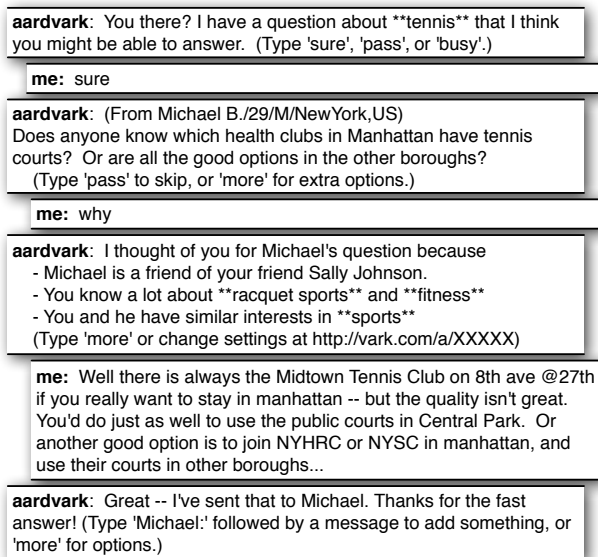 aardvark: You there? I have a question about **tennis** that I think
you might be able to answer. (Type 'sure', 'pass', or 'busy'.)
me: sure
aardvark: (From Michael B./29/M/NewYork,US)
Does anyone know which health clubs in Manhattan have tennis
courts? Or are all the good options in the other boroughs?
(Type 'pass' to skip, or 'more' for extra options.)
me: why
aardvark: I thought of you for Michael's question because
- Michael is a friend of your friend Sally Johnson.
- You know a lot about **racquet sports** and **fitness**
- You and he have similar interests in **sports**
(Type 'more' or change settings at http://vark.com/a/XXXXX)
me: Well there is always the Midtown Tennis Club on 8th ave @27th
if you really want to stay in manhattan -- but the quality isn't great.
You'd do just as well to use the public courts in Central Park. Or
another good option is to join NYHRC or NYSC in manhattan, and
use their courts in other boroughs...
aardvark: Great -- I've sent that to Michael. Thanks for the fast
answer! (Type 'Michael:' followed by a message to add something, or
'more' for options.)